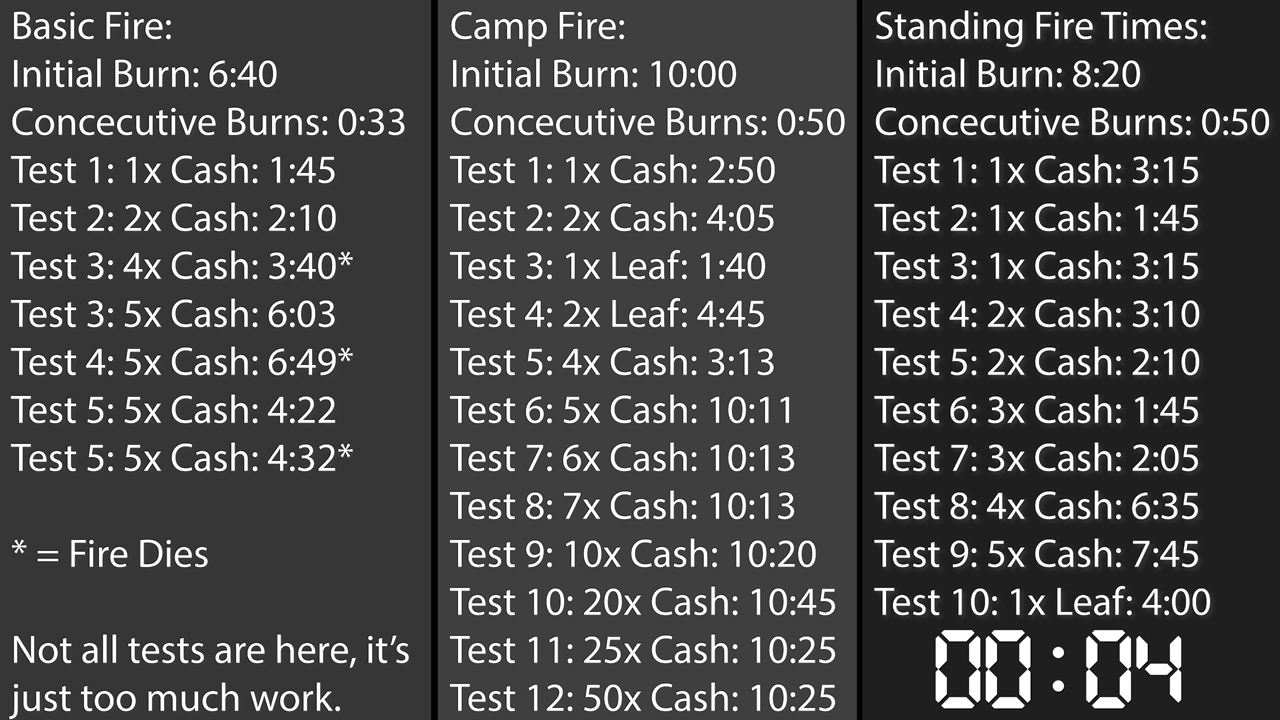 Basic Fire:
Initial Burn: 6:40
Concecutive Burns: 0:33
Test 1: 1x Cash: 1:45
Test 2: 2x Cash: 2:10
Test 3: 4x Cash: 3:40*
Test 3: 5x Cash: 6:03
Test 4: 5x Cash: 6:49*
Test 5: 5x Cash: 4:22
Test 5: 5x Cash: 4:32*
* = Fire Dies
Not all tests are here, it’s
just too much work.
Camp Fire:
Initial Burn: 10:00
Concecutive Burns: 0:50
Test 1: 1x Cash: 2:50
Test 2: 2x Cash: 4:05
Test 3: 1x Leaf: 1:40
Test 4: 2x Leaf: 4:45
Test 5: 4x Cash: 3:13
Test 6: 5x Cash: 10:11
Test 7: 6x Cash: 10:13
Test 8: 7x Cash: 10:13
Test 9: 10x Cash: 10:20
Test 10: 20x Cash: 10:45
Test 11: 25x Cash: 10:25
Test 12: 50x Cash: 10:25
Standing Fire Times:
Initial Burn: 8:20
Concecutive Burns: 0:50
Test 1: 1x Cash: 3:15
Test 2: 1x Cash: 1:45
Test 3: 1x Cash: 3:15
Test 4: 2x Cash: 3:10
Test 5: 2x Cash: 2:10
Test 6: 3x Cash: 1:45
Test 7: 3x Cash: 2:05
Test 8: 4x Cash: 6:35
Test 9: 5x Cash: 7:45
Test 10: 1x Leaf: 4:00
00:04